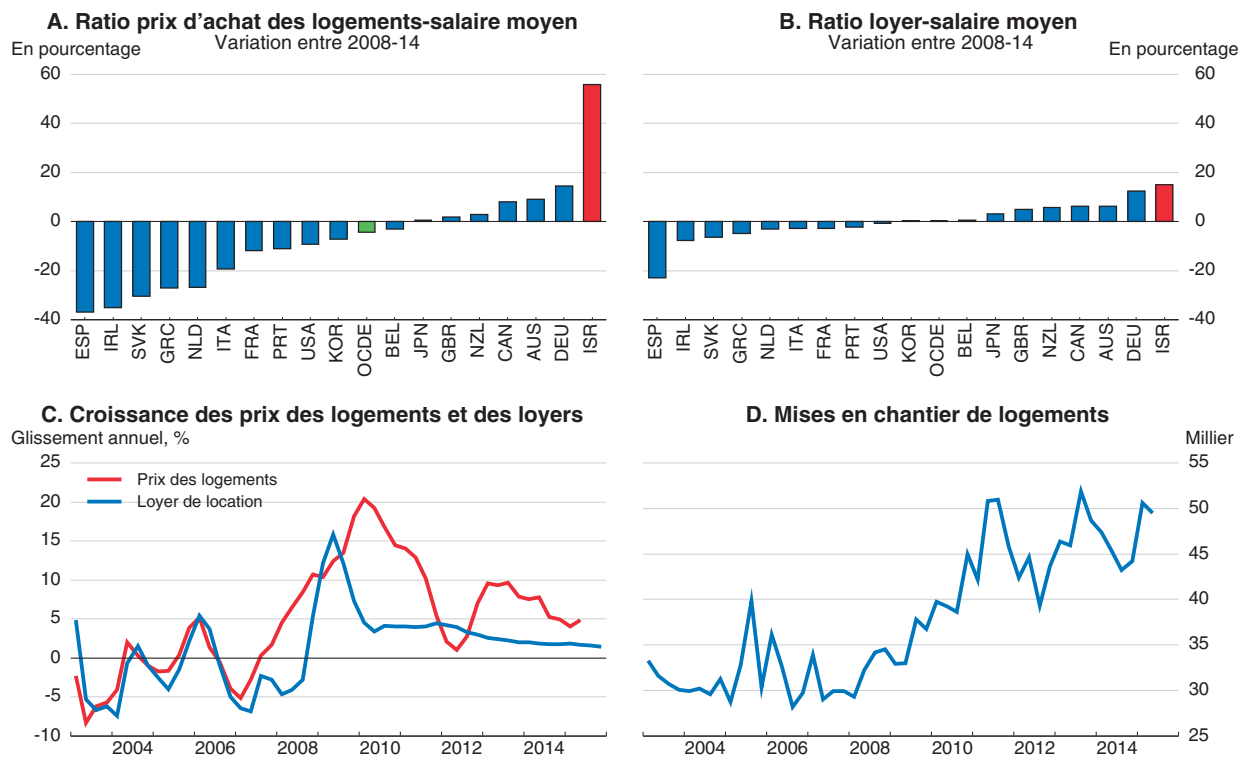 A. Ratio prix d'achat des logements-salaire moyen
Variation entre 2008-14
En pourcentage
60
40
20
0
-20
-40
ESP IRL SVK GRC NLD ITA FRA PRT USA KOR OCDE BEL JPN GBR NZL CAN AUS DEU ISR
B. Ratio loyer-salaire moyen
Variation entre 2008-14
En pourcentage
60
40
20
0
-20
-40
ESP IRL SVK GRC NLD ITA FRA PRT USA KOR OCDE BEL JPN GBR NZL CAN AUS DEU ISR
C. Croissance des prix des logements et des loyers
Glissement annuel, %
25
20
15
10
5
0
-5
-10
Prix des logements
Loyer de location
2004 2006 2008 2010 2012 2014
D. Mises en chantier de logements
Millier
55
50
45
40
35
30
25
2004 2006 2008 2010 2012 2014